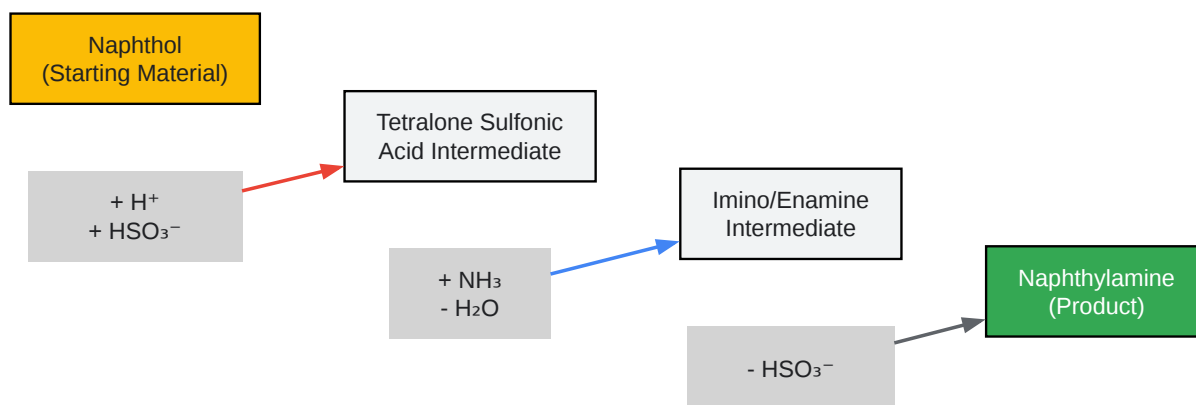 Naphthol
(Starting Material)
Tetralone Sulfonic
Acid Intermediate
+ H⁺
+ HSO₃⁻
Imino/Enamine
Intermediate
+ NH₃
- H₂O
Naphthylamine
(Product)
- HSO₃⁻